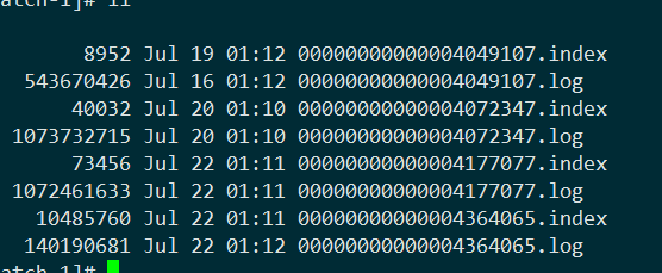 atch-1]# ll
8952 Jul 19 01:12 00000000000004049107.index
543670426 Jul 16 01:12 00000000000004049107.log
40032 Jul 20 01:10 00000000000004072347.index
1073732715 Jul 20 01:10 00000000000004072347.log
73456 Jul 22 01:11 00000000000004177077.index
1072461633 Jul 22 01:11 00000000000004177077.log
10485760 Jul 22 01:11 00000000000004364065.index
140190681 Jul 22 01:12 00000000000004364065.log
atch-1]#